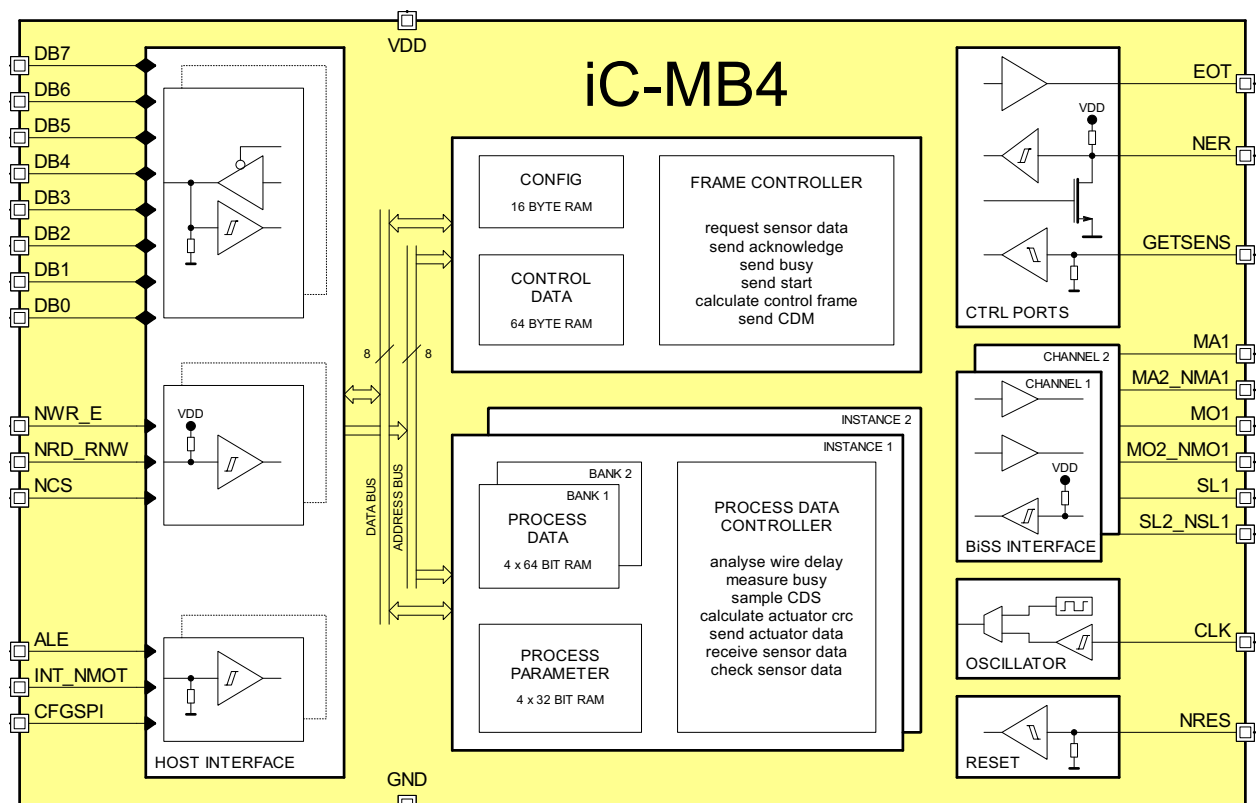 VDD
iC-MB4
DB7
DB6
DB5
DB4
DB3
DB2
DB1
DB0
NWR_E
NRD_RNW
NCS
VDD
ALE
INT_NMOT
CFGSPI
HOST INTERFACE
8
8
DATA BUS
ADDRESS BUS
CONFIG
16 BYTE RAM
CONTROL
DATA
64 BYTE RAM
FRAME CONTROLLER
request sensor data
send acknowledge
send busy
send start
calculate control frame
send CDM
INSTANCE 2
INSTANCE 1
BANK 2
BANK 1
PROCESS
DATA
4 x 64 BIT RAM
PROCESS
PARAMETER
4 x 32 BIT RAM
PROCESS DATA
CONTROLLER
analyse wire delay
measure busy
sample CDS
calculate actuator crc
send actuator data
receive sensor data
check sensor data
VDD
CTRL PORTS
EOT
NER
GETSENS
CHANNEL 2
CHANNEL 1
VDD
BiSS INTERFACE
MA1
MA2_NMA1
MO1
MO2_NMO1
SL1
SL2_NSL1
OSCILLATOR
CLK
RESET
NRES
GND